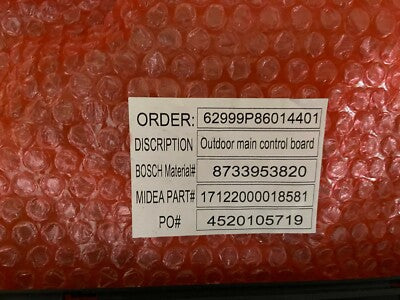 ORDER: 62999P86014401
DISCRIPTION Outdoor main control board
BOSCH Material# 8733953820
MIDEA PART# 17122000018581
PO# 4520105719